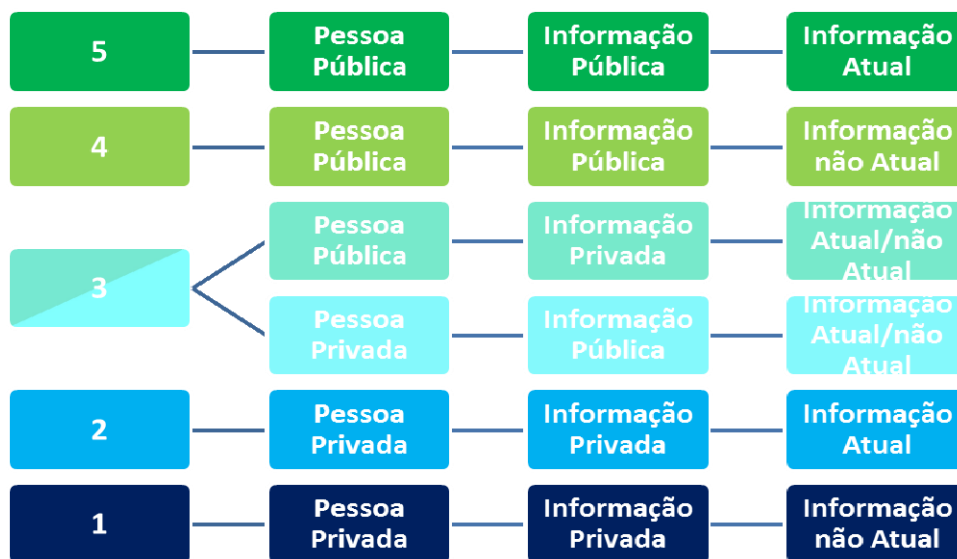 5
Pessoa
Pública
Informação
Pública
Informação
Atual
4
Pessoa
Pública
Informação
Pública
Informação
não Atual
3
Pessoa
Pública
Informação
Privada
Informação
Atual/não
Atual
Pessoa
Privada
Informação
Pública
Informação
Atual/não
Atual
2
Pessoa
Privada
Informação
Privada
Informação
Atual
1
Pessoa
Privada
Informação
Privada
Informação
não Atual